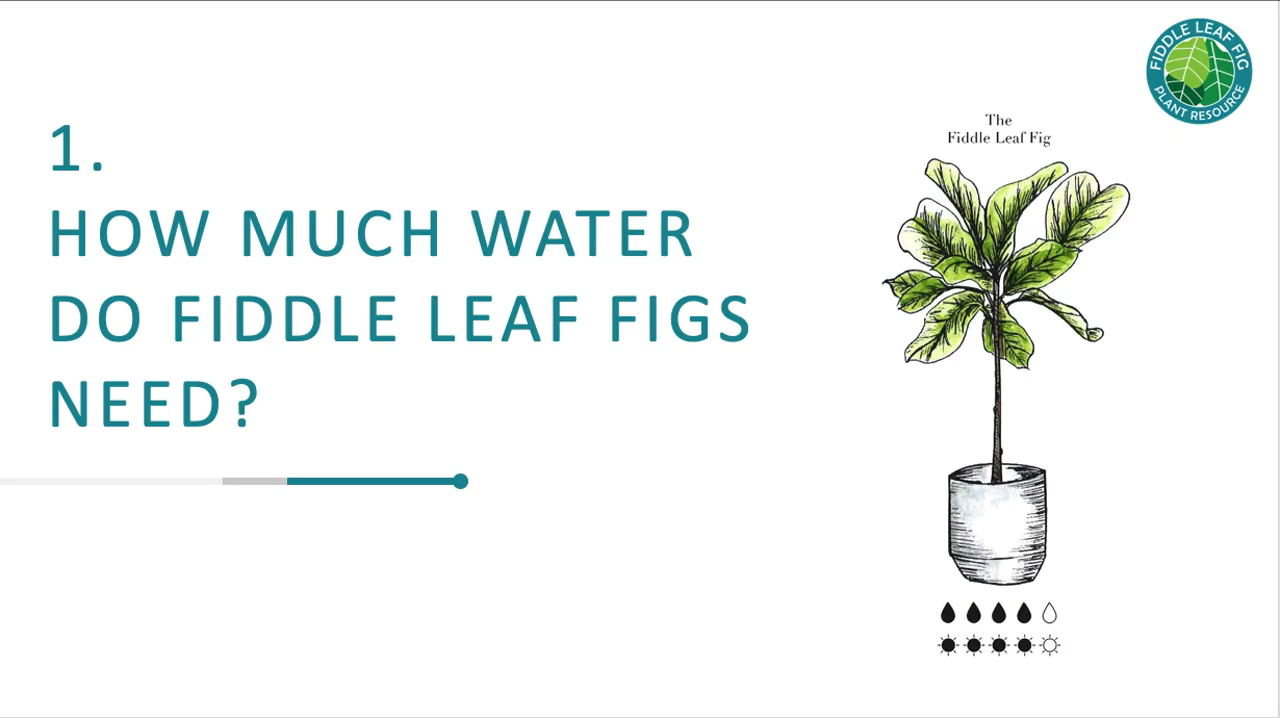 1.
HOW MUCH WATER
DO FIDDLE LEAF FIGS
NEED?
FIDDLE LEAF FIG
PLANT RESOURCE
The
Fiddle Leaf Fig